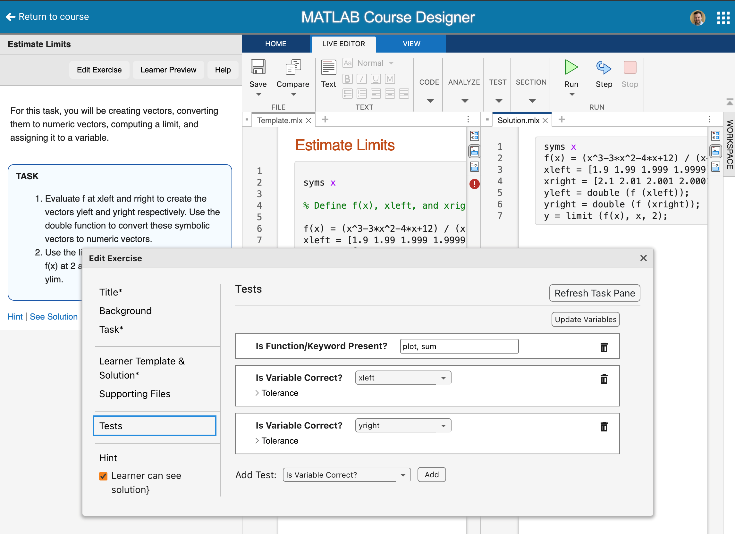 Return to course
MATLAB Course Designer
Estimate Limits
HOME
LIVE EDITOR
VIEW
Edit Exercise
Learner Preview
Help
Save
Compare
FILE
Text
Aa
Normal
B I U M
TEXT
CODE
ANALYZE
TEST
SECTION
Run
Step
Stop
RUN
For this task, you will be creating vectors, converting
them to numeric vectors, computing a limit, and
assigning it to a variable.
TASK
1. Evaluate f at xleft and rright to create the
vectors yleft and yright respectively. Use the
double function to convert these symbolic
vectors to numeric vectors.
2. Use the li
f(x) at 2 a
ylim.
Hint | See Solution
Template.mlx
Estimate Limits
1
2
3
4
5
6
7
syms x
% Define f(x), xleft, and xrig
f(x) = (x^3-3*x^2-4*x+12) / (x
xleft = [1.9 1.99 1.999 1.9999
Solution.mlx
WORKSPACE
1 syms x
2 f(x) = (x^3–3*x^2–4*x+12) / (x-
3 xleft = [1.9 1.99 1.999 1.9999
4 xright = [2.1 2.01 2.001 2.000
5 yleft = double (f (xleft));
6 yright = double (f (xright));
7 y = limit (f(x), x, 2);
Edit Exercise
Title*
Background
Task*
Learner Template &
Solution*
Supporting Files
Tests
Hint
Learner can see
solution}
Tests
Refresh Task Pane
Update Variables
Is Function/Keyword Present? plot, sum
Is Variable Correct? xleft
Tolerance
Is Variable Correct? yright
Tolerance
Add Test: Is Variable Correct? Add